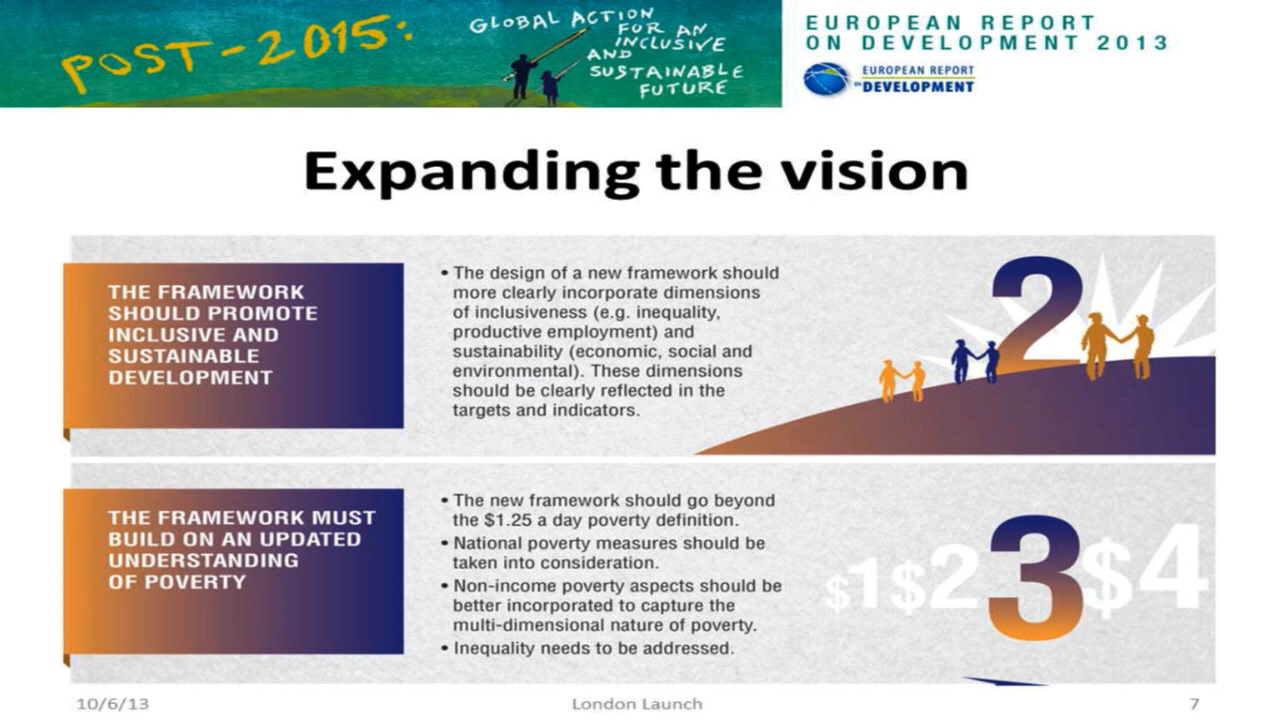 POST-2015:
GLOBAL ACTION
FOR AN
INCLUSIVE
AND
SUSTAINABLE
FUTURE
EUROPEAN REPORT
ON DEVELOPMENT 2013
EUROPEAN REPORT
ON DEVELOPMENT
Expanding the vision
THE FRAMEWORK
SHOULD PROMOTE
INCLUSIVE AND
SUSTAINABLE
DEVELOPMENT
• The design of a new framework should
more clearly incorporate dimensions
of inclusiveness (e.g. inequality,
productive employment) and
sustainability (economic, social and
environmental). These dimensions
should be clearly reflected in the
targets and indicators.
2
THE FRAMEWORK MUST
BUILD ON AN UPDATED
UNDERSTANDING
OF POVERTY
• The new framework should go beyond
the $1.25 a day poverty definition.
• National poverty measures should be
taken into consideration.
• Non-income poverty aspects should be
better incorporated to capture the
multi-dimensional nature of poverty.
• Inequality needs to be addressed.
$1$23$4
10/6/13 London Launch 7